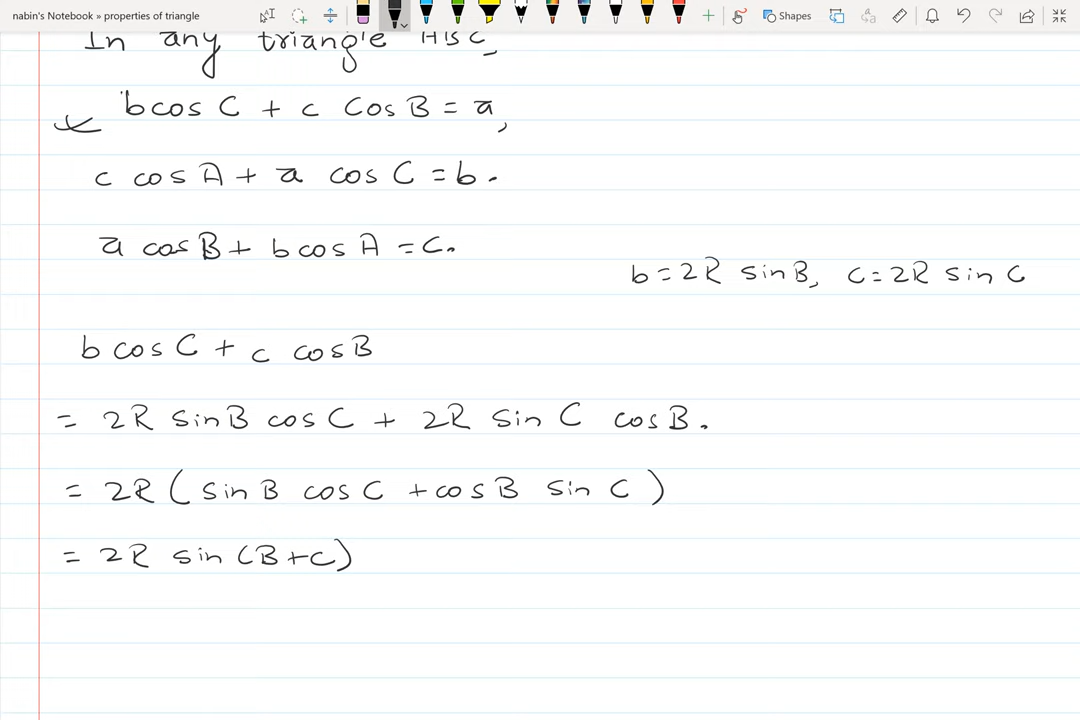 nabin's Notebook » properties of triangle
Shapes
In any triangle ABC,
b cos C + c cos B = a,
c cos A + a cos C = b.
a cos B + b cos A = c.
b = 2R sin B, c = 2R sin C
b cos C + c cos B
= 2R sin B cos C + 2R sin C cos B.
= 2R ( sin B cos C + cos B sin C )
= 2R sin (B+C)